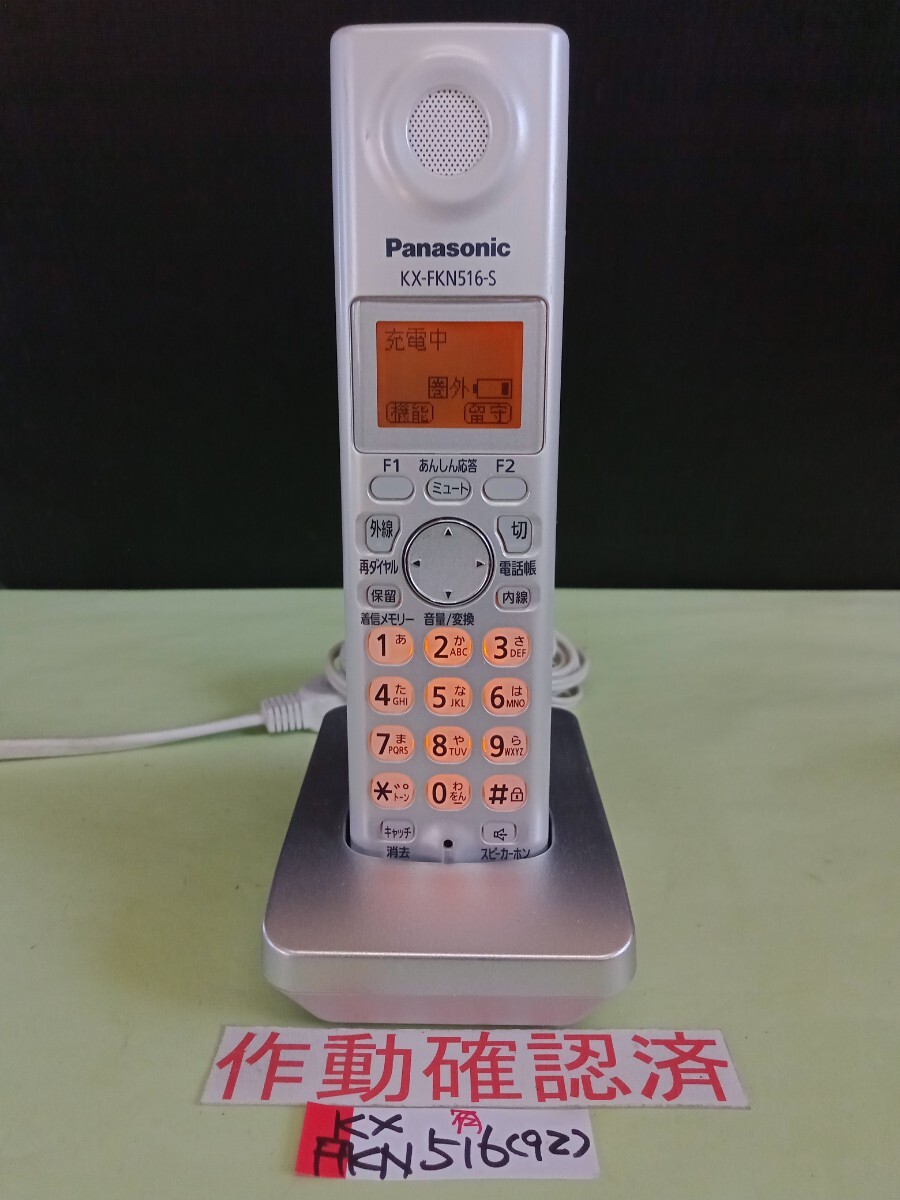 Panasonic
KX-FKN516-S
充電中
圏外
機能 留守
F1 あんしん応答 F2
ミュート
外線 切
再ダイヤル 電話帳
保留 内線
着信メモリー 音量/変換
1 あ 2 か ABC 3 さ DEF
4 た GHI 5 な JKL 6 は MNO
7 ま PQRS 8 や TUV 9 ら WXYZ
* ゛゜ トーン 0 わをん ー #
キャッチ
消去 スピーカーホン
作動確認済
KX
FKN516(92)